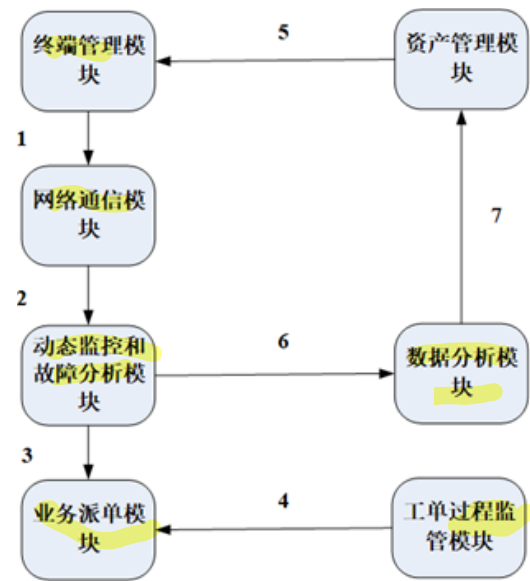 终端管理模
块
5
资产管理模
块
1
网络通信模
块
7
2
动态监控和
故障分析模
块
6
数据分析模
块
3
业务派单模
块
4
工单过程监
管模块